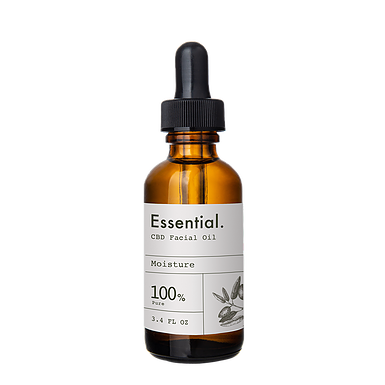 Essential.
CBD Facial Oil
Moisture
100%
Pure
3.4 FL OZ